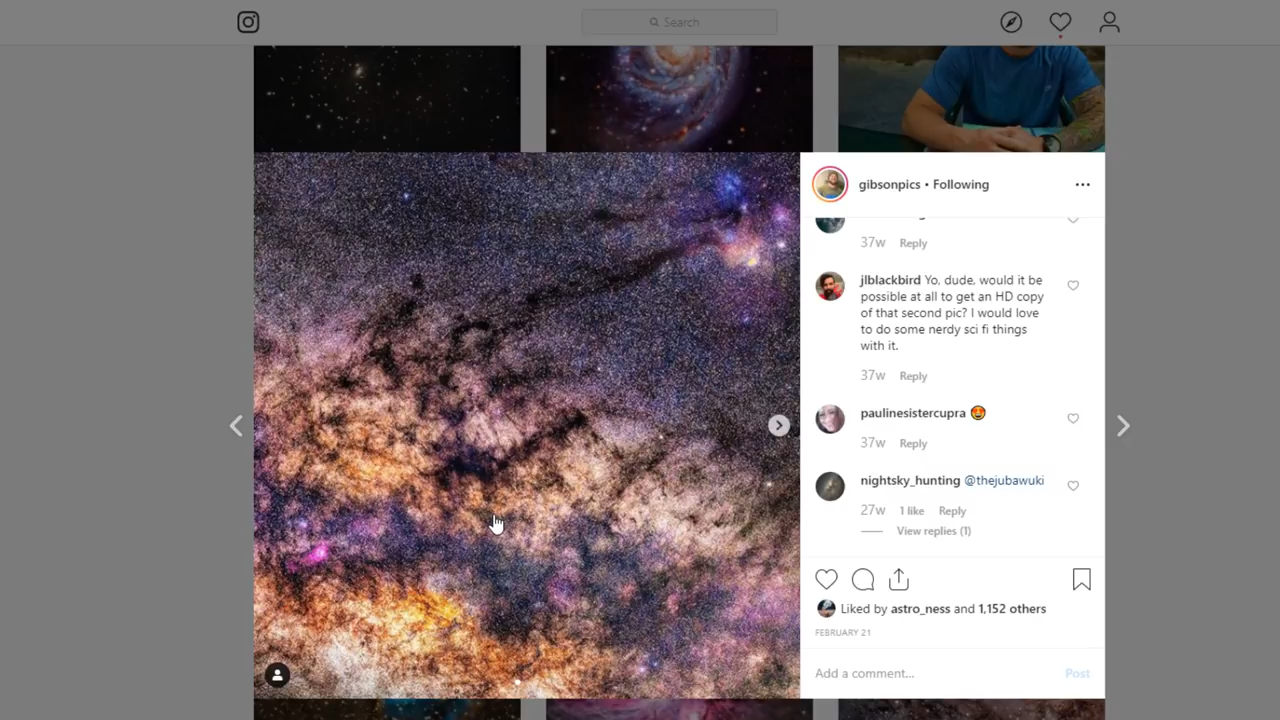 Search
gibsonpics • Following
37w Reply
jlblackbird Yo, dude, would it be
possible at all to get an HD copy
of that second pic? I would love
to do some nerdy sci fi things
with it.
37w Reply
paulinesistercupra 🤩
37w Reply
nightsky_hunting @thejubawuki
27w 1 like Reply
View replies (1)
Liked by astro_ness and 1,152 others
FEBRUARY 21
Add a comment... Post